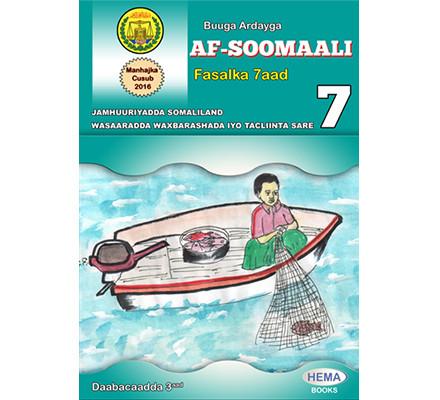 Buuga Ardayga
AF-SOOMAALI
Fasalka 7aad
Manhajka
Cusub
2016
7
JAMHUURIYADDA SOMALILAND
WASAARADDA WAXBARASHADA IYO TACLIINTA SARE
Daabacaadda 3aad
HEMA
BOOKS